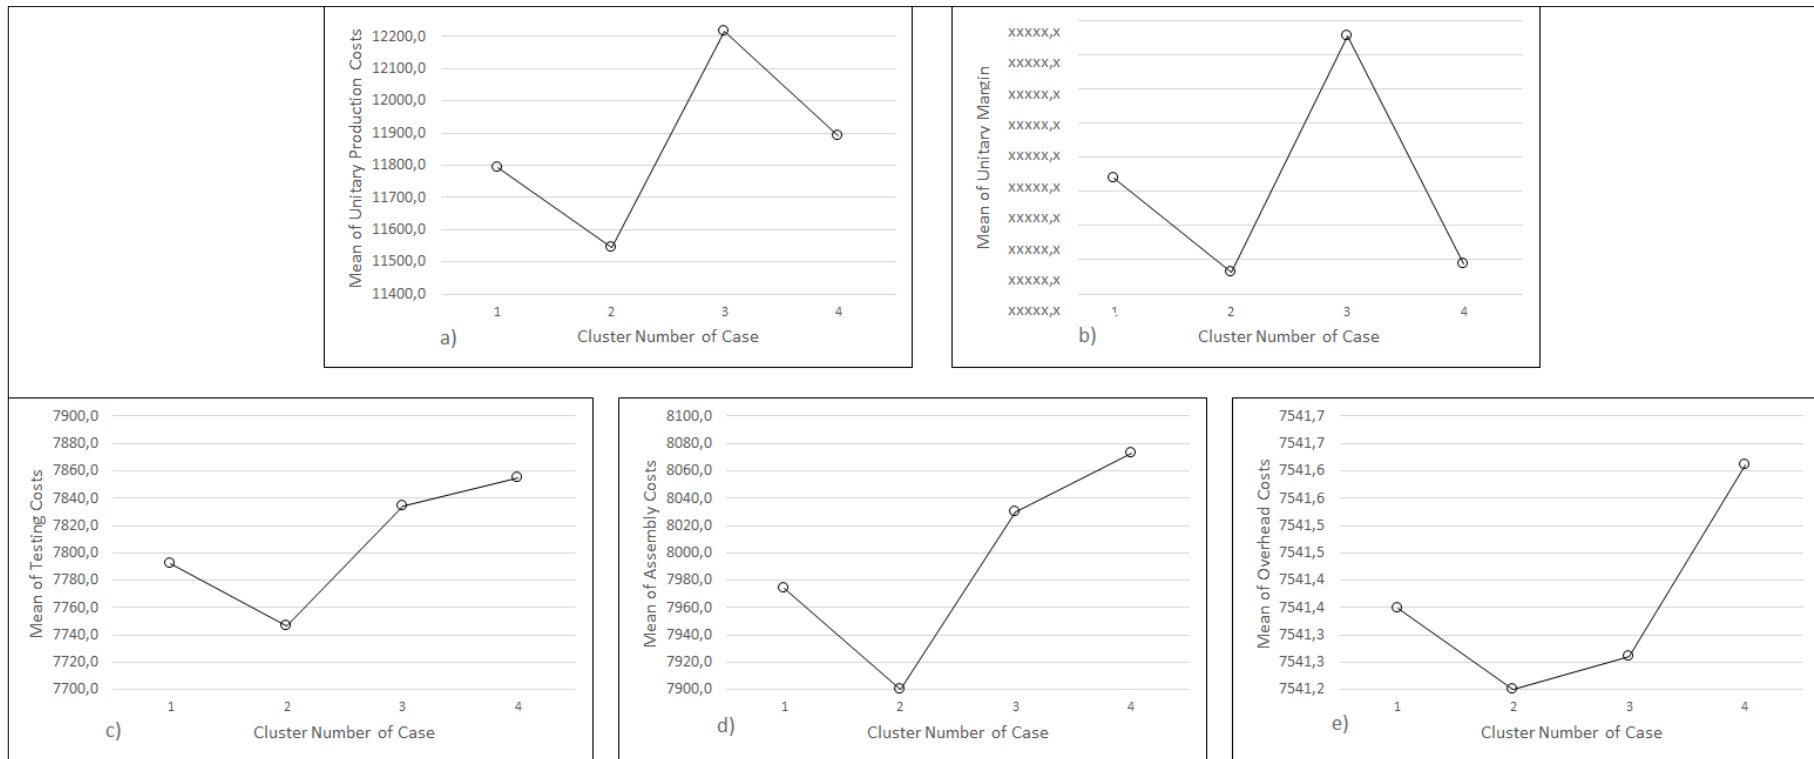 Mean of Unitary Production Costs
12200,0
12100,0
12000,0
11900,0
11800,0
11700,0
11600,0
11500,0
11400,0
1 2 3 4
a)
Cluster Number of Case
Mean of Unitary Margin
xxxxx,x
xxxxx,x
xxxxx,x
xxxxx,x
xxxxx,x
xxxxx,x
xxxxx,x
xxxxx,x
xxxxx,x
xxxxx,x
1 2 3 4
b)
Cluster Number of Case
Mean of Testing Costs
7900,0
7880,0
7860,0
7840,0
7820,0
7800,0
7780,0
7760,0
7740,0
7720,0
7700,0
1 2 3 4
c)
Cluster Number of Case
Mean of Assembly Costs
8100,0
8080,0
8060,0
8040,0
8020,0
8000,0
7980,0
7960,0
7940,0
7920,0
7900,0
1 2 3 4
d)
Cluster Number of Case
Mean of Overhead Costs
7541,7
7541,7
7541,6
7541,6
7541,5
7541,5
7541,4
7541,4
7541,3
7541,3
7541,2
1 2 3 4
e)
Cluster Number of Case